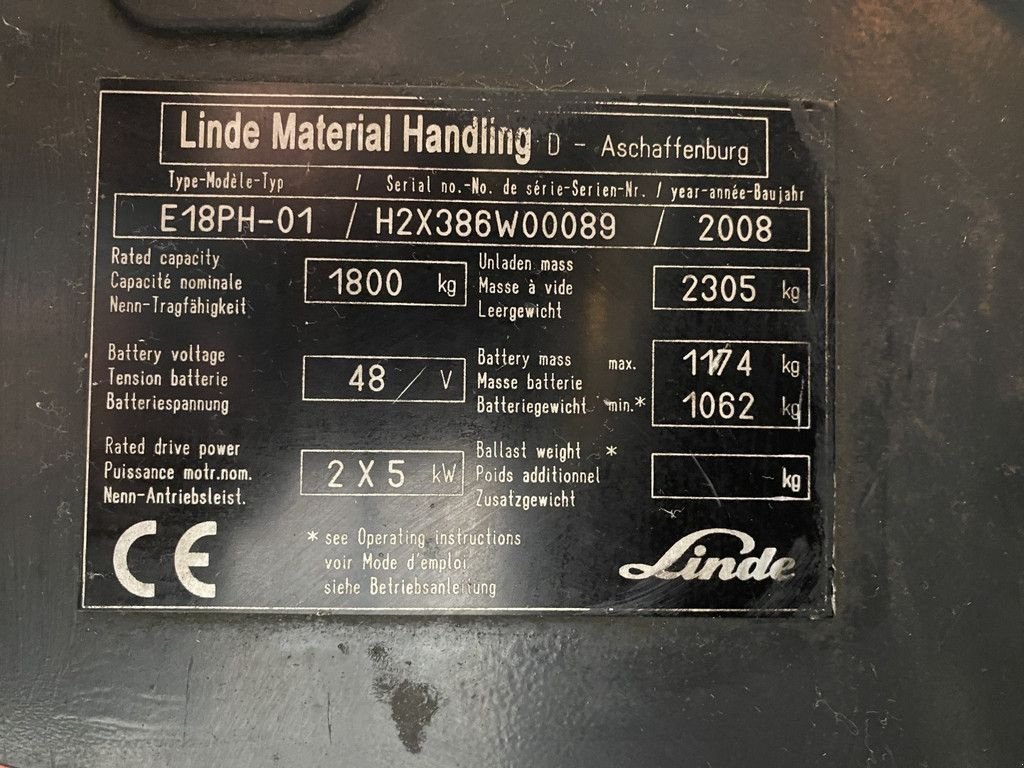 Linde Material Handling D - Aschaffenburg
Type-Modèle-Typ / Serial no.-No. de série-Serien-Nr. / year-année-Baujahr
E18PH-01 / H2X386W00089 / 2008
Rated capacity
Capacité nominale
Nenn-Tragfähigkeit
1800 kg
Unladen mass
Masse à vide
Leergewicht
2305 kg
Battery voltage
Tension batterie
Batteriespannung
48 / V
Battery mass max.
Masse batterie
Batteriegewicht min.*
1174 kg
1062 kg
Rated drive power
Puissance motr.nom.
Nenn-Antriebsleist.
2 X 5 kW
Ballast weight *
Poids additionnel
Zusatzgewicht
kg
CE
* see Operating instructions
voir Mode d'emploi
siehe Betriebsanleitung
Linde